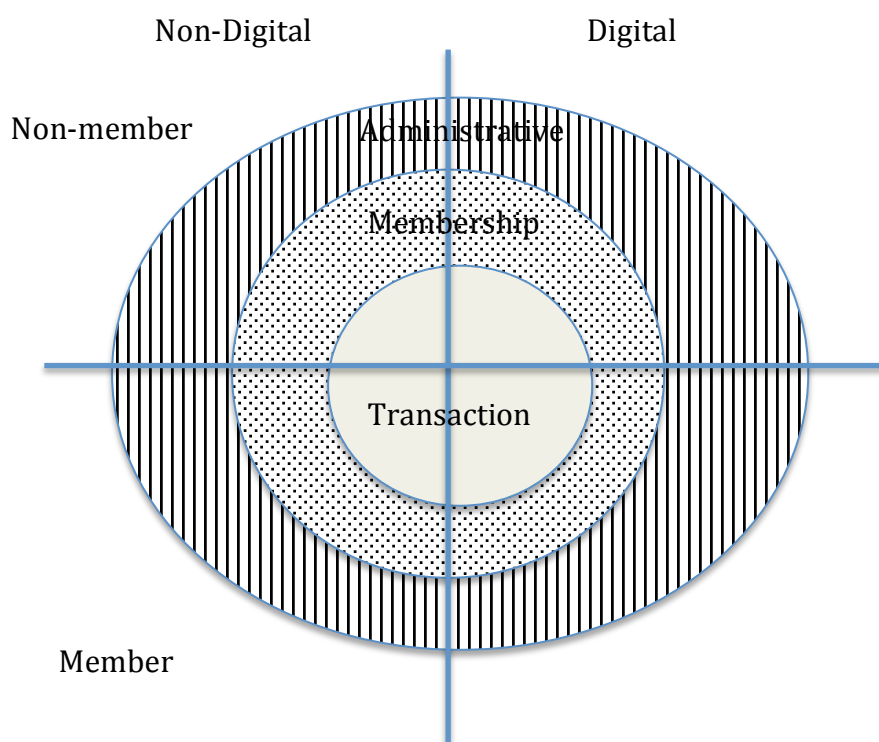 Non-Digital
Digital
Non-member
Administrative
Membership
Transaction
Member